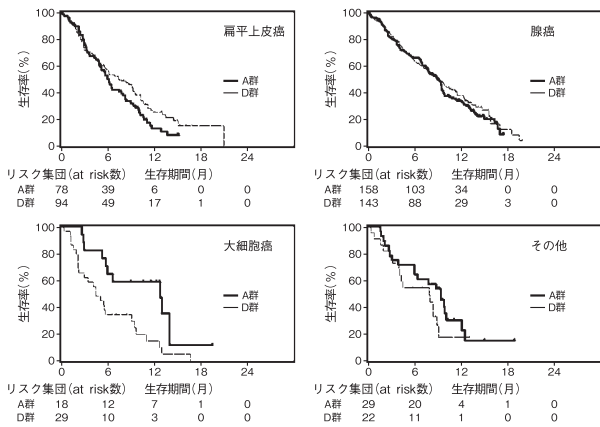 扁平上皮癌
生存率(%)
100
80
60
40
20
0
A群
D群
0 6 12 18 24
リスク集団(at risk数) 生存期間(月)
A群 78 39 6 0 0
D群 94 49 17 1 0
腺癌
生存率(%)
100
80
60
40
20
0
A群
D群
0 6 12 18 24
リスク集団(at risk数) 生存期間(月)
A群 158 103 34 0 0
D群 143 88 29 3 0
大細胞癌
生存率(%)
100
80
60
40
20
0
A群
D群
0 6 12 18 24
リスク集団(at risk数) 生存期間(月)
A群 18 12 7 1 0
D群 29 10 3 0 0
その他
生存率(%)
100
80
60
40
20
0
A群
D群
0 6 12 18 24
リスク集団(at risk数) 生存期間(月)
A群 29 20 4 1 0
D群 22 11 1 0 0